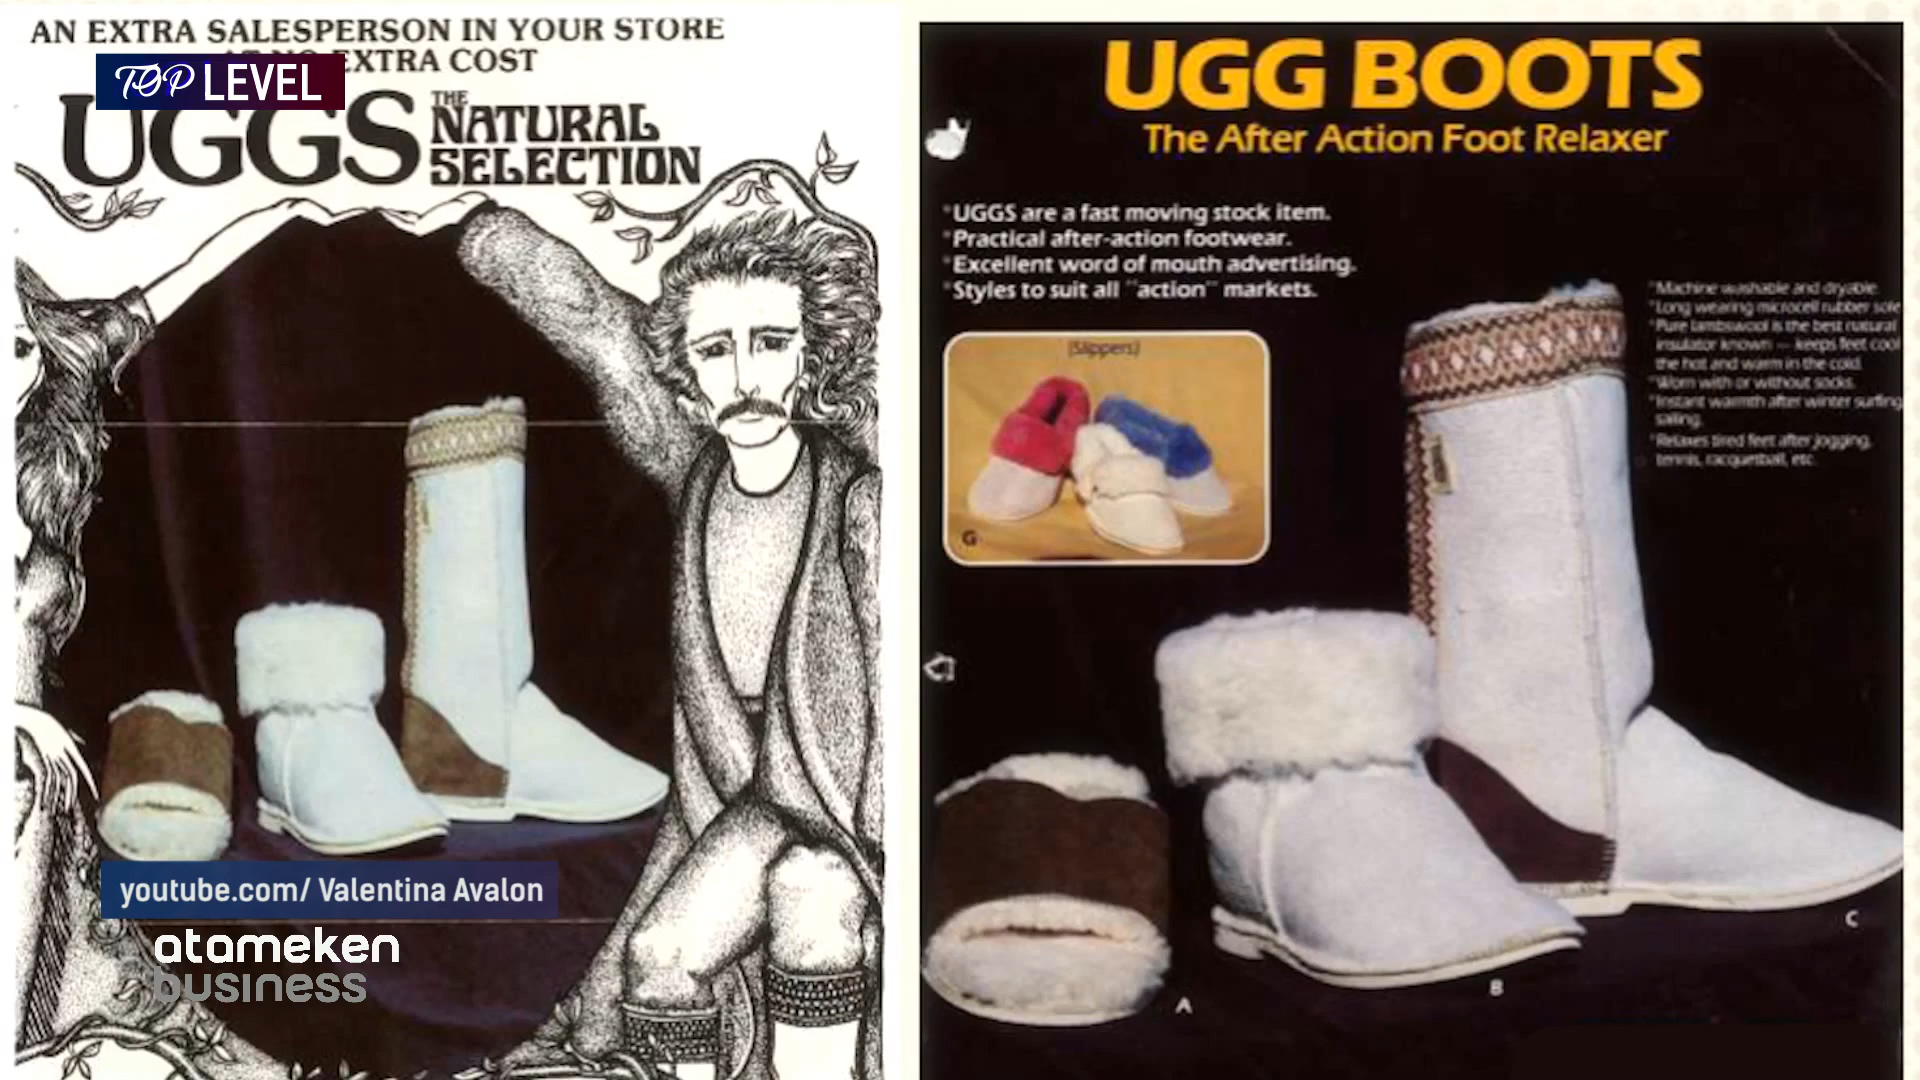 AN EXTRA SALESPERSON IN YOUR STORE
AT NO EXTRA COST
TOP LEVEL
UGGS THE NATURAL SELECTION
youtube.com/ Valentina Avalon
atameken
business
UGG BOOTS
The After Action Foot Relaxer
*UGGS are a fast moving stock item.
*Practical after-action footwear.
*Excellent word of mouth advertising.
*Styles to suit all "action" markets.
(Slippers)
G
*Machine washable and dryable.
*Long wearing microcell rubber sole
*Pure lambswool is the best natural
insulator known — keeps feet cool
the hot and warm in the cold.
*Worn with or without socks.
*Instant warmth after winter surfing
sailing.
*Relaxes tired feet after jogging,
tennis, racquetball, etc.
A
B
C